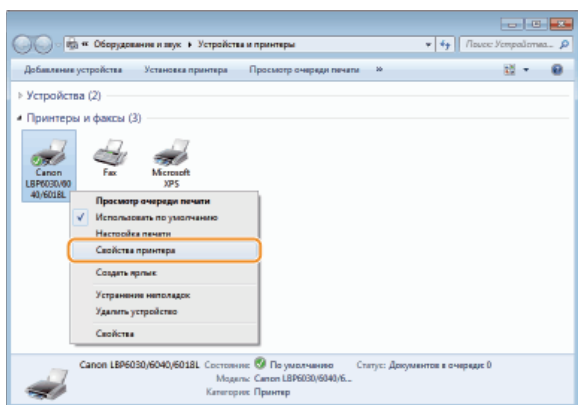 « Оборудование и звук ▸ Устройства и принтеры
Поиск: Устройства...
Добавление устройства Установка принтера Просмотр очереди печати »
Устройства (2)
Принтеры и факсы (3)
Canon LBP6030/6040/6018L
Fax
Microsoft XPS
Просмотр очереди печати
Использовать по умолчанию
Настройка печати
Свойства принтера
Создать ярлык
Устранение неполадок
Удалить устройство
Свойства
Canon LBP6030/6040/6018L Состояние: По умолчанию Статус: Документов в очереди: 0
Модель: Canon LBP6030/6040/6...
Категория: Принтер